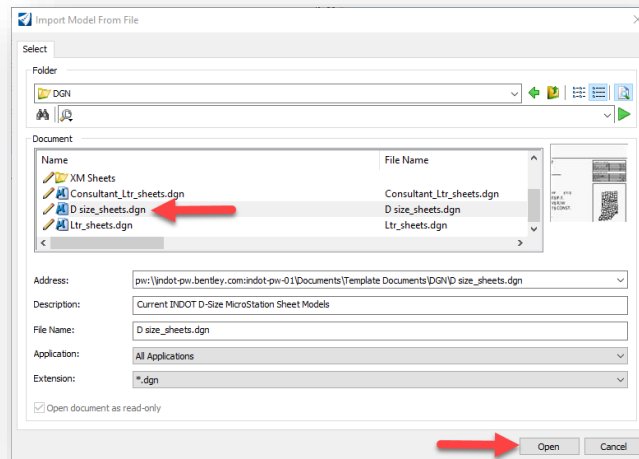 Import Model From File
Select
Folder
DGN
Document
Name File Name
XM Sheets
Consultant_Ltr_sheets.dgn Consultant_Ltr_sheets.dgn
D size_sheets.dgn D size_sheets.dgn
Ltr_sheets.dgn Ltr_sheets.dgn
Address: pw:\\indot-pw.bentley.com:indot-pw-01\Documents\Template Documents\DGN\D size_sheets.dgn
Description: Current INDOT D-Size MicroStation Sheet Models
File Name: D size_sheets.dgn
Application: All Applications
Extension: *.dgn
Open document as read-only
Open Cancel